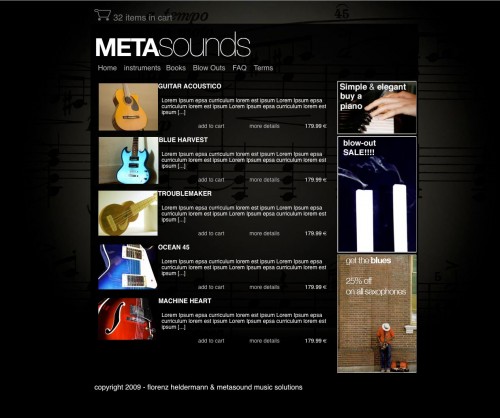 tempo
45
32 items in cart
METAsounds
Home instruments Books Blow Outs FAQ Terms
GUITAR ACOUSTICO
Lorem Ipsum epsa curriculum lorem est ipsum Lorem Ipsum epsa
curriculum lorem est ipsum Lorem Ipsum epsa curriculum lorem est
ipsum [...]
add to cart more details 179.99 €
BLUE HARVEST
Lorem Ipsum epsa curriculum lorem est ipsum Lorem Ipsum epsa
curriculum lorem est ipsum Lorem Ipsum epsa curriculum lorem est
ipsum [...]
add to cart more details 179.99 €
TROUBLEMAKER
Lorem Ipsum epsa curriculum lorem est ipsum Lorem Ipsum epsa
curriculum lorem est ipsum Lorem Ipsum epsa curriculum lorem est
ipsum [...]
add to cart more details 179.99 €
OCEAN 45
Lorem Ipsum epsa curriculum lorem est ipsum Lorem Ipsum epsa
curriculum lorem est ipsum Lorem Ipsum epsa curriculum lorem est
ipsum [...]
add to cart more details 179.99 €
MACHINE HEART
Lorem Ipsum epsa curriculum lorem est ipsum Lorem Ipsum epsa
curriculum lorem est ipsum Lorem Ipsum epsa curriculum lorem est
ipsum [...]
add to cart more details 179.99 €
Simple & elegant
buy a
piano
blow-out
SALE!!!!
get the blues
25% off
on all saxophones
copyright 2009 - florenz heldermann & metasound music solutions